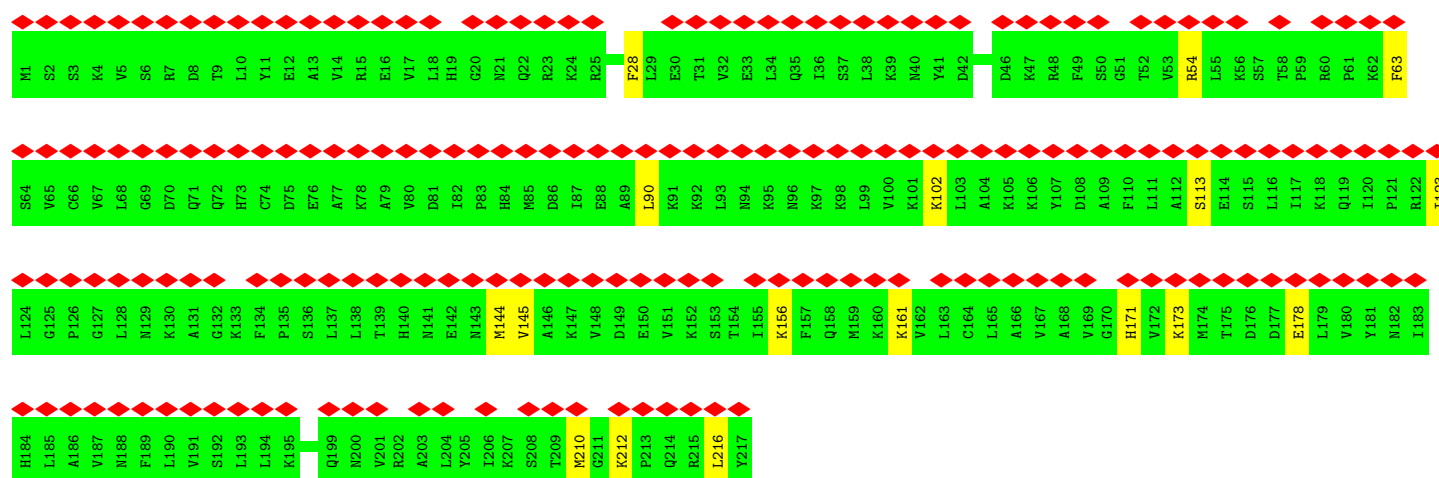 M1 S2 S3 K4 V5 S6 R7 D8 T9 L10 Y11 E12 A13 V14 R15 E16 V17 L18 H19 G20 N21 Q22 R23 K24 R25 F28 L29 E30 T31 V32 E33 L34 Q35 I36 S37 L38 K39 N40 Y41 D42 D46 K47 R48 F49 S50 G51 T52 V53 R54 L55 K56 S57 T58 P59 R60 P61 K62 F63
S64 V65 C66 V67 L68 G69 D70 Q71 Q72 H73 C74 D75 E76 A77 K78 A79 V80 D81 I82 P83 H84 M85 D86 I87 E88 A89 L90 K91 K92 L93 N94 K95 N96 K97 K98 L99 V100 K101 K102 L103 A104 K105 K106 Y107 D108 A109 F110 L111 A112 S113 E114 S115 L116 I117 K118 Q119 I120 P121 R122 I123
L124 G125 P126 G127 L128 N129 K130 A131 G132 K133 F134 P135 S136 L137 L138 T139 H140 N141 E142 N143 M144 V145 A146 K147 V148 D149 E150 V151 K152 S153 T154 I155 K156 F157 Q158 M159 K160 K161 V162 L163 C164 L165 A166 V167 A168 V169 G170 H171 V172 K173 M174 T175 D176 D177 E178 L179 V180 Y181 N182 I183
H184 L185 A186 V187 N188 F189 L190 V191 S192 L193 L194 K195 Q199 N200 V201 R202 A203 L204 Y205 I206 K207 S208 T209 M210 G211 K212 P213 Q214 R215 L216 Y217